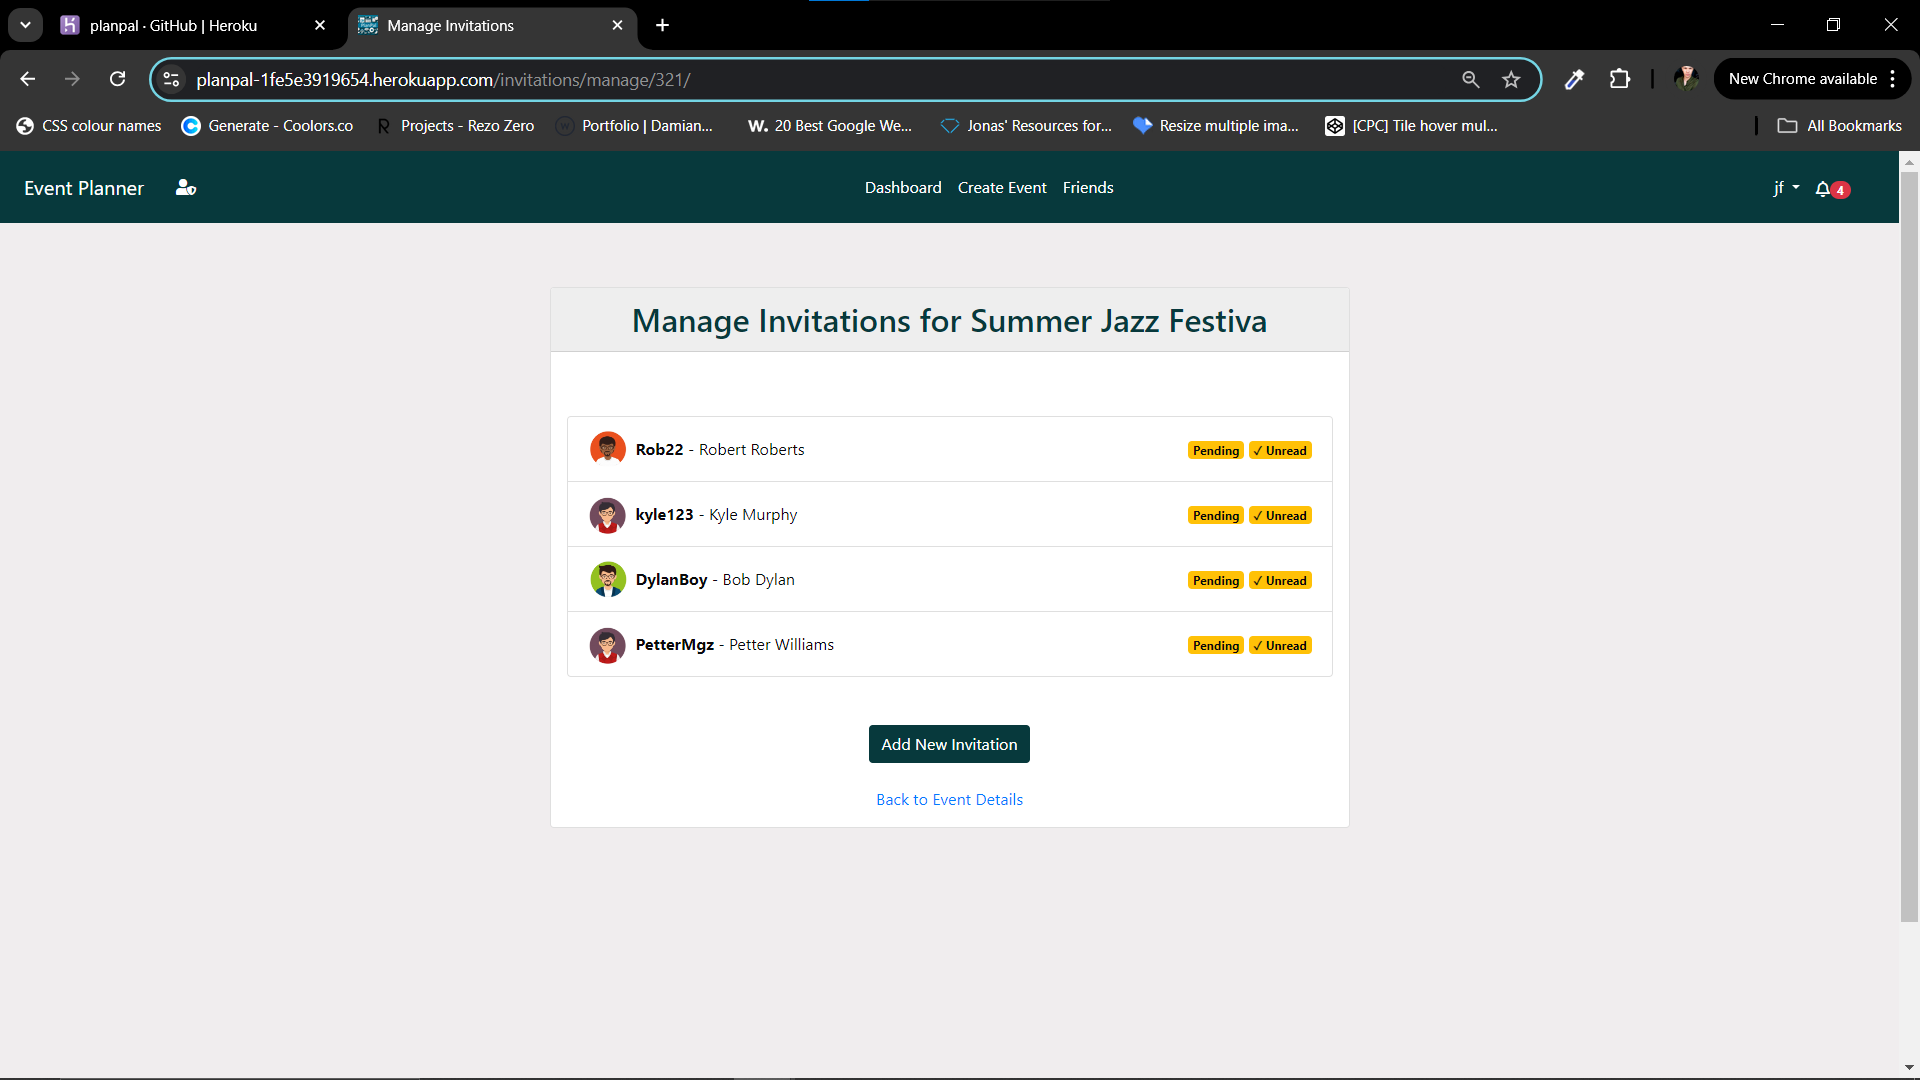 planpal · GitHub | Heroku
Manage Invitations
planpal-1fe5e3919654.herokuapp.com/invitations/manage/321/
New Chrome available
CSS colour names
Generate - Coolors.co
Projects - Rezo Zero
Portfolio | Damian...
20 Best Google We...
Jonas' Resources for...
Resize multiple ima...
[CPC] Tile hover mul...
All Bookmarks
Event Planner
Dashboard
Create Event
Friends
jf
4
Manage Invitations for Summer Jazz Festiva
Rob22 - Robert Roberts
Pending ✓ Unread
kyle123 - Kyle Murphy
Pending ✓ Unread
DylanBoy - Bob Dylan
Pending ✓ Unread
PetterMgz - Petter Williams
Pending ✓ Unread
Add New Invitation
Back to Event Details